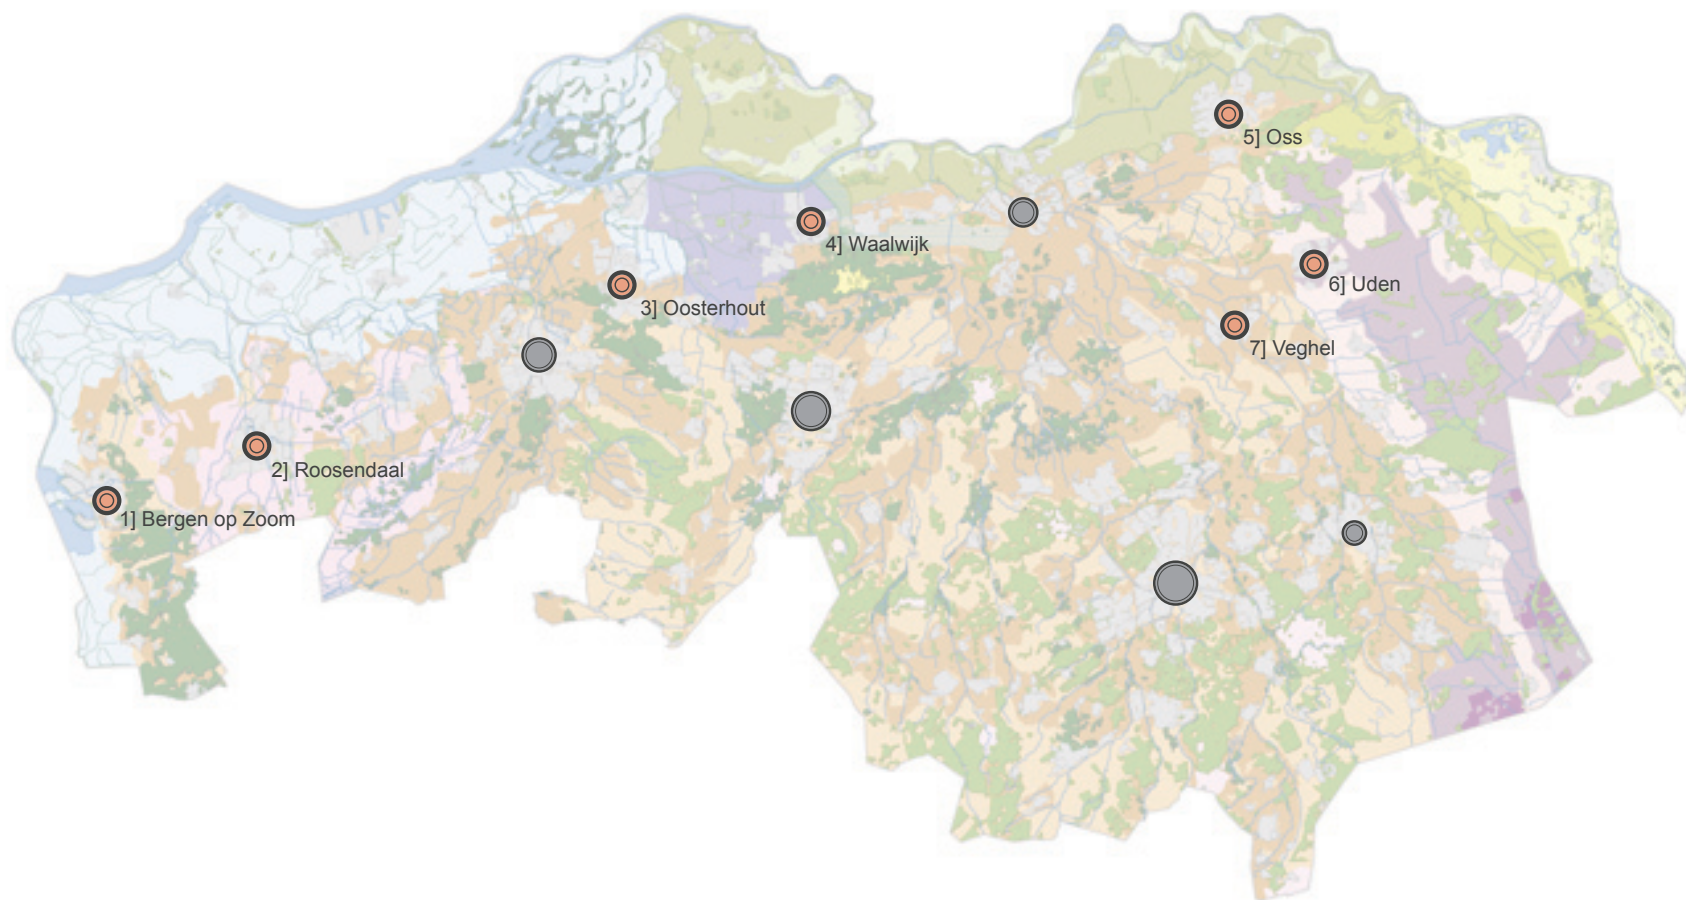 5] Oss
4] Waalwijk
6] Uden
3] Oosterhout
7] Veghel
2] Roosendaal
1] Bergen op Zoom